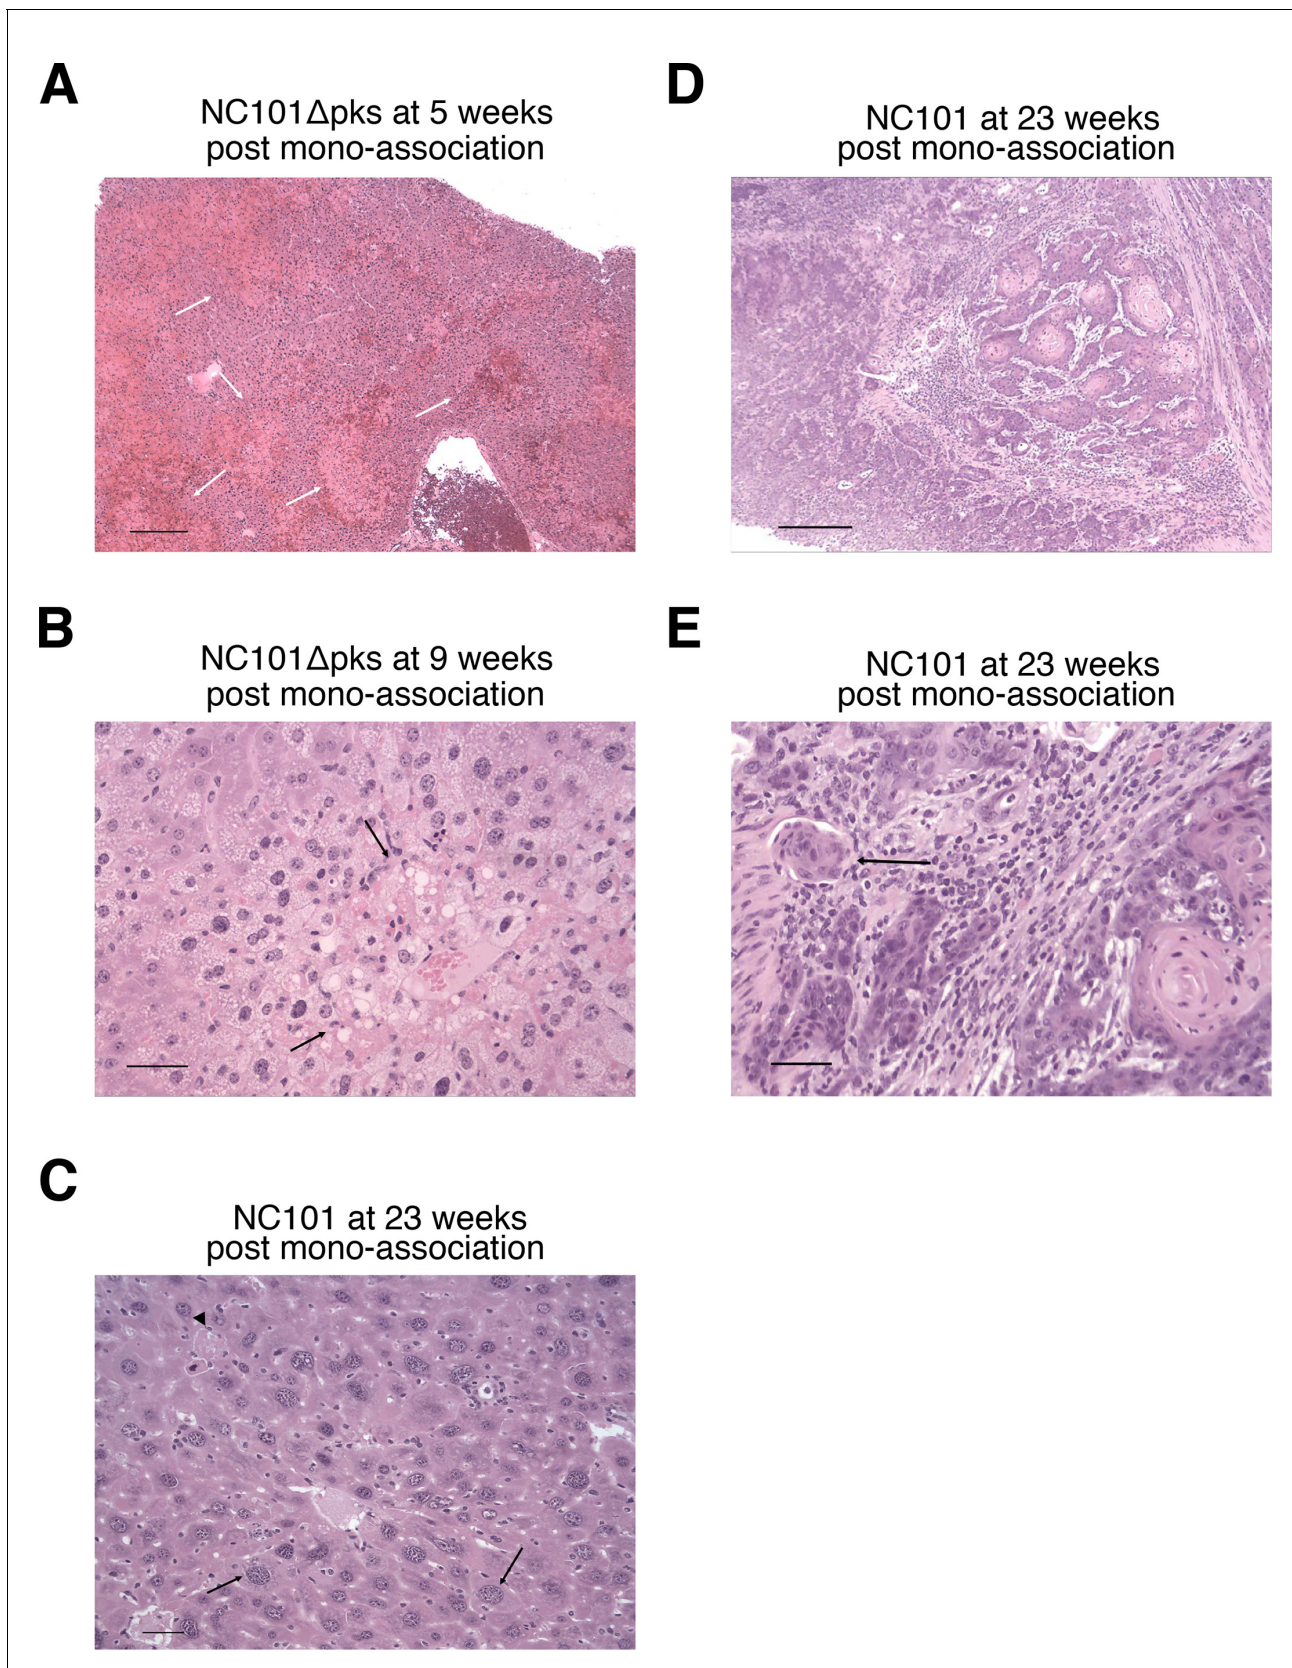 A
NC101Δpks at 5 weeks
post mono-association
B
NC101Δpks at 9 weeks
post mono-association
C
NC101 at 23 weeks
post mono-association
D
NC101 at 23 weeks
post mono-association
E
NC101 at 23 weeks
post mono-association